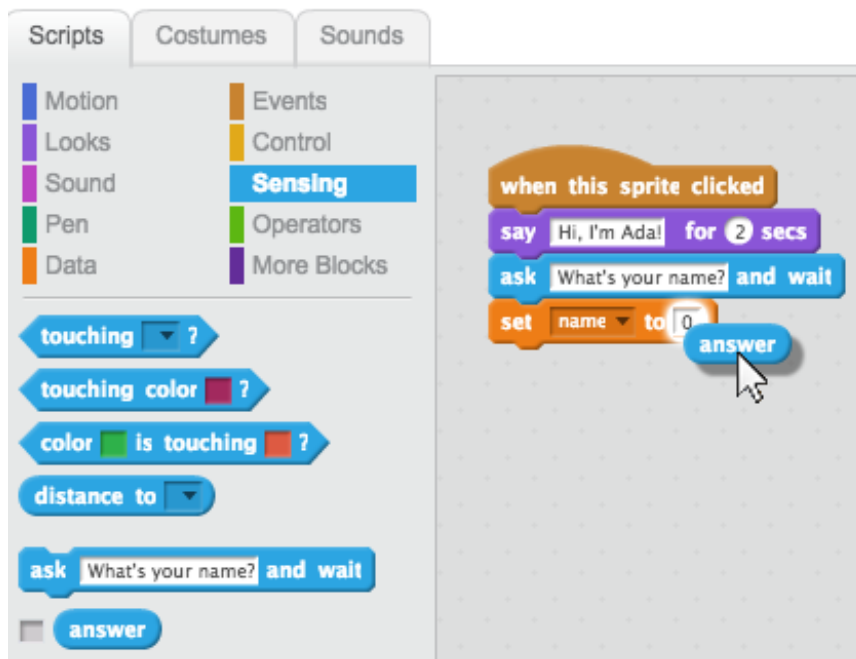 Scripts Costumes Sounds
Motion Events
Looks Control
Sound Sensing
Pen Operators
Data More Blocks
touching ?
touching color ?
color is touching ?
distance to
ask What's your name? and wait
answer
when this sprite clicked
say Hi, I'm Ada! for 2 secs
ask What's your name? and wait
set name to 0
answer